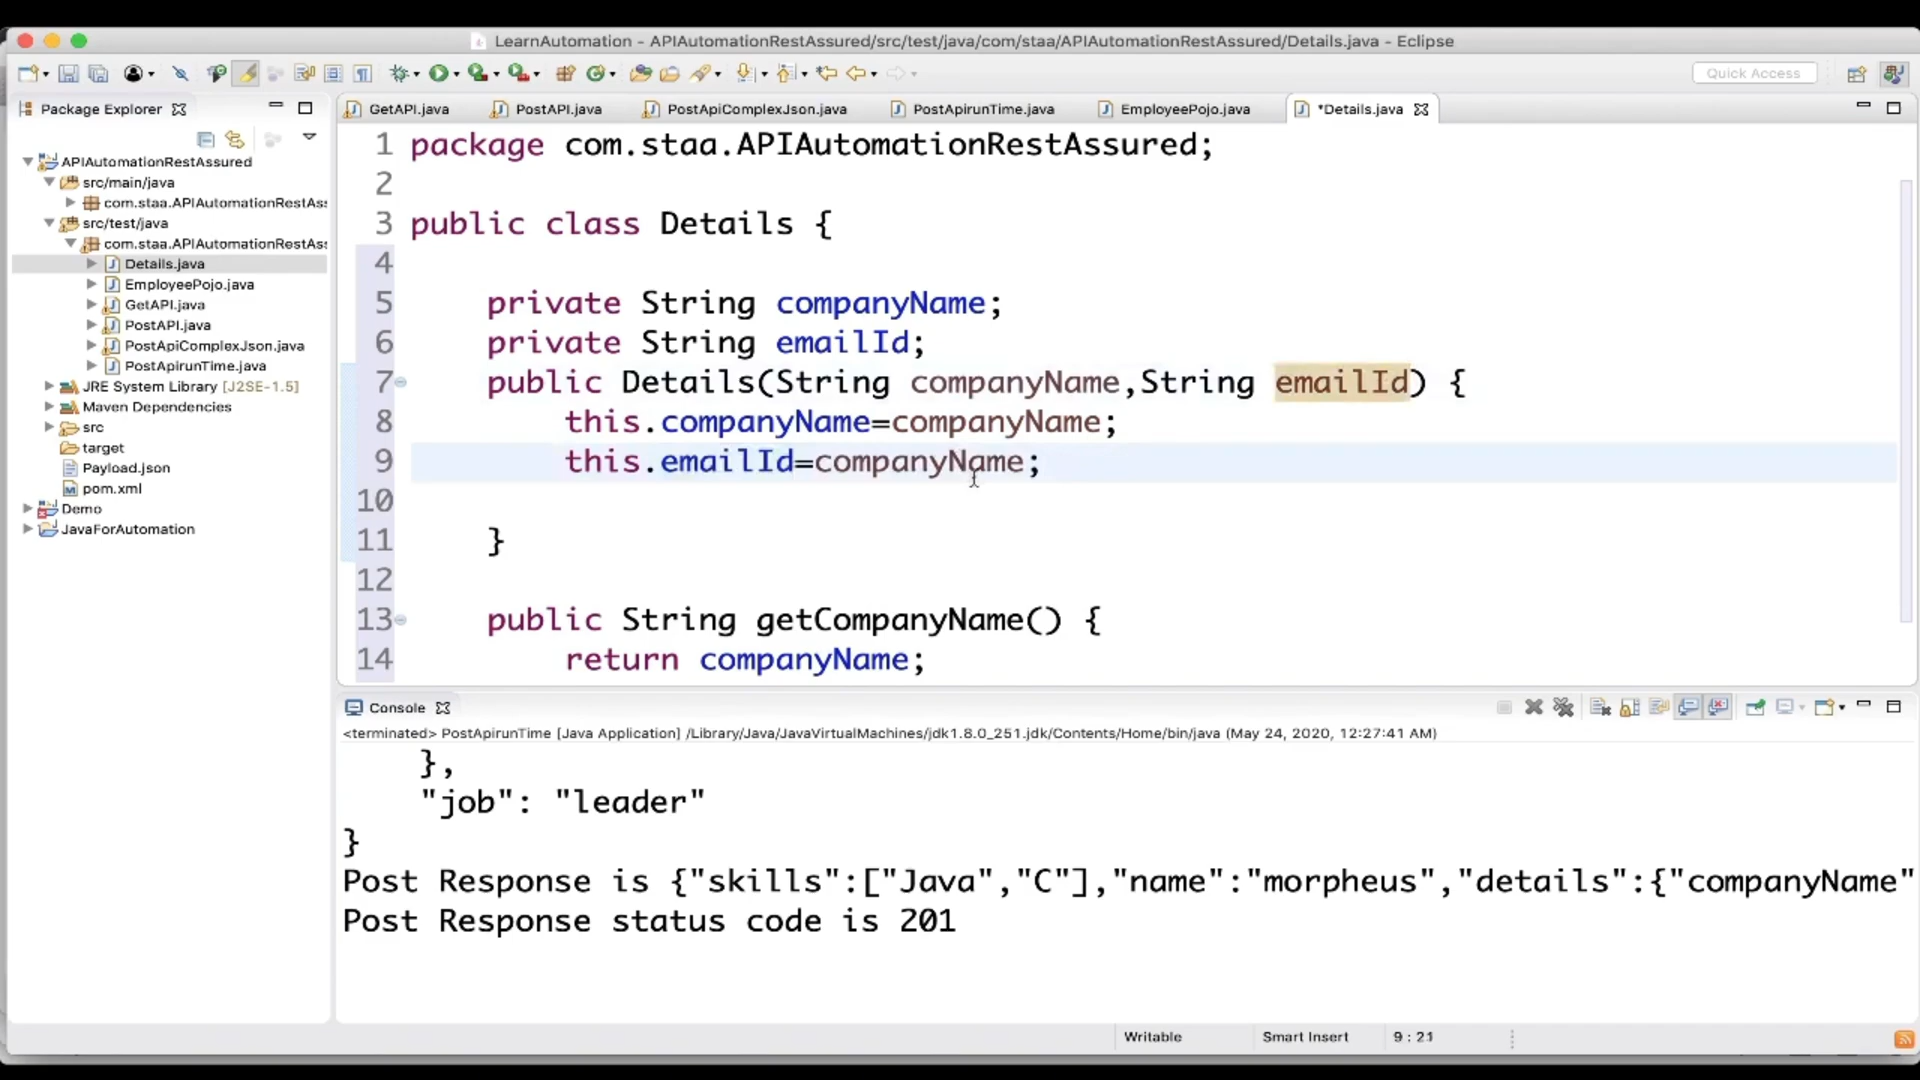 LearnAutomation - APIAutomationRestAssured/src/test/java/com/staa/APIAutomationRestAssured/Details.java - Eclipse
Quick Access
Package Explorer
GetAPI.java
PostAPI.java
PostApiComplexJson.java
PostApirunTime.java
EmployeePojo.java
*Details.java
APIAutomationRestAssured
src/main/java
com.staa.APIAutomationRestAs
src/test/java
com.staa.APIAutomationRestAs
Details.java
EmployeePojo.java
GetAPI.java
PostAPI.java
PostApiComplexJson.java
PostApirunTime.java
JRE System Library [J2SE-1.5]
Maven Dependencies
src
target
Payload.json
pom.xml
Demo
JavaForAutomation
1 package com.staa.APIAutomationRestAssured;
2
3 public class Details {
4
5 private String companyName;
6 private String emailId;
7 public Details(String companyName,String emailId) {
8 this.companyName=companyName;
9 this.emailId=companyName;
10
11 }
12
13 public String getCompanyName() {
14 return companyName;
Console
<terminated> PostApirunTime [Java Application] /Library/Java/JavaVirtualMachines/jdk1.8.0_251.jdk/Contents/Home/bin/java (May 24, 2020, 12:27:41 AM)
},
"job": "leader"
}
Post Response is {"skills":["Java","C"],"name":"morpheus","details":{"companyName"
Post Response status code is 201
Writable
Smart Insert
9 : 21